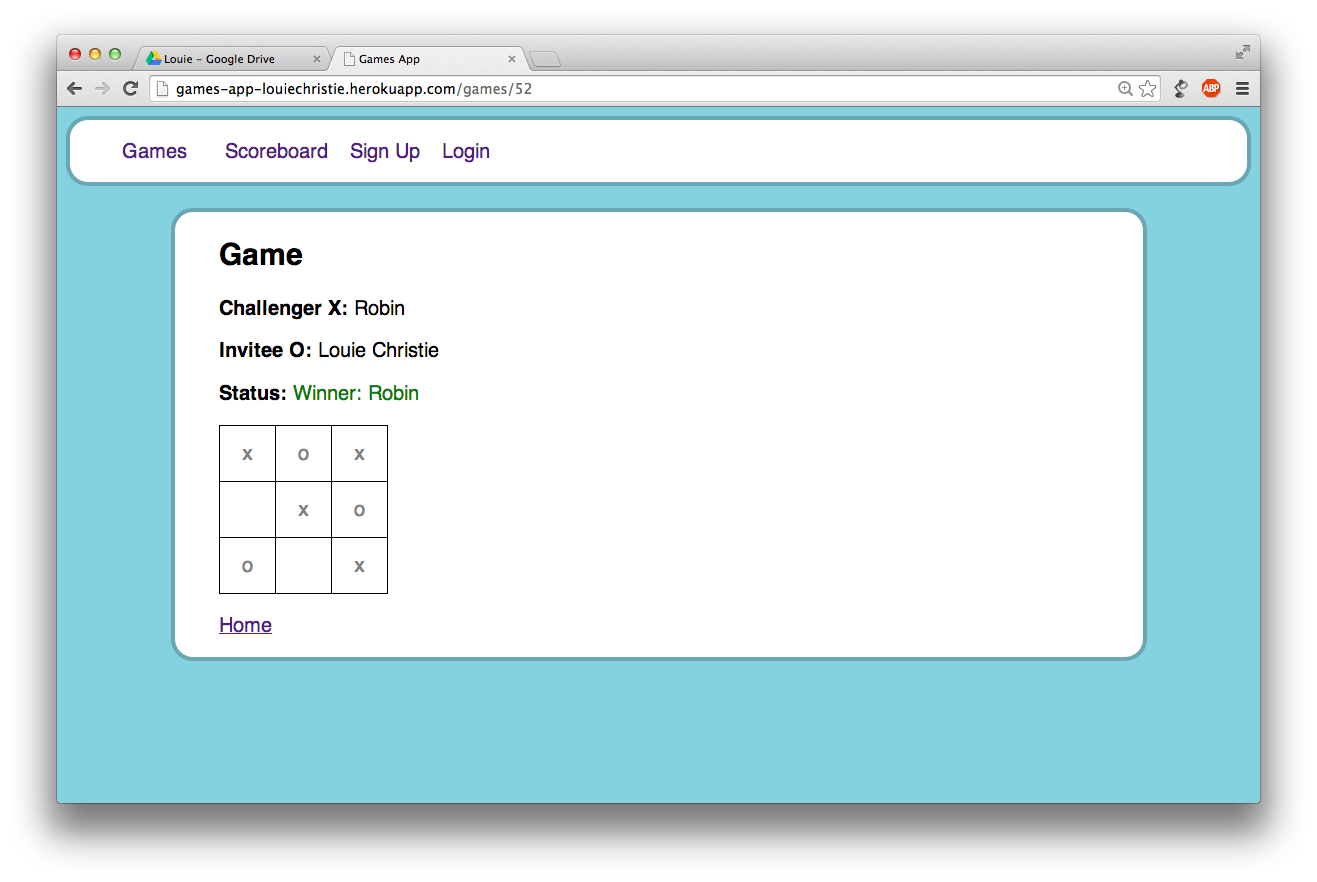 Louie – Google Drive
Games App
games-app-louiechristie.herokuapp.com/games/52
ABP
Games Scoreboard Sign Up Login
Game
Challenger X: Robin
Invitee O: Louie Christie
Status: Winner: Robin
x o x
x o
o x
Home